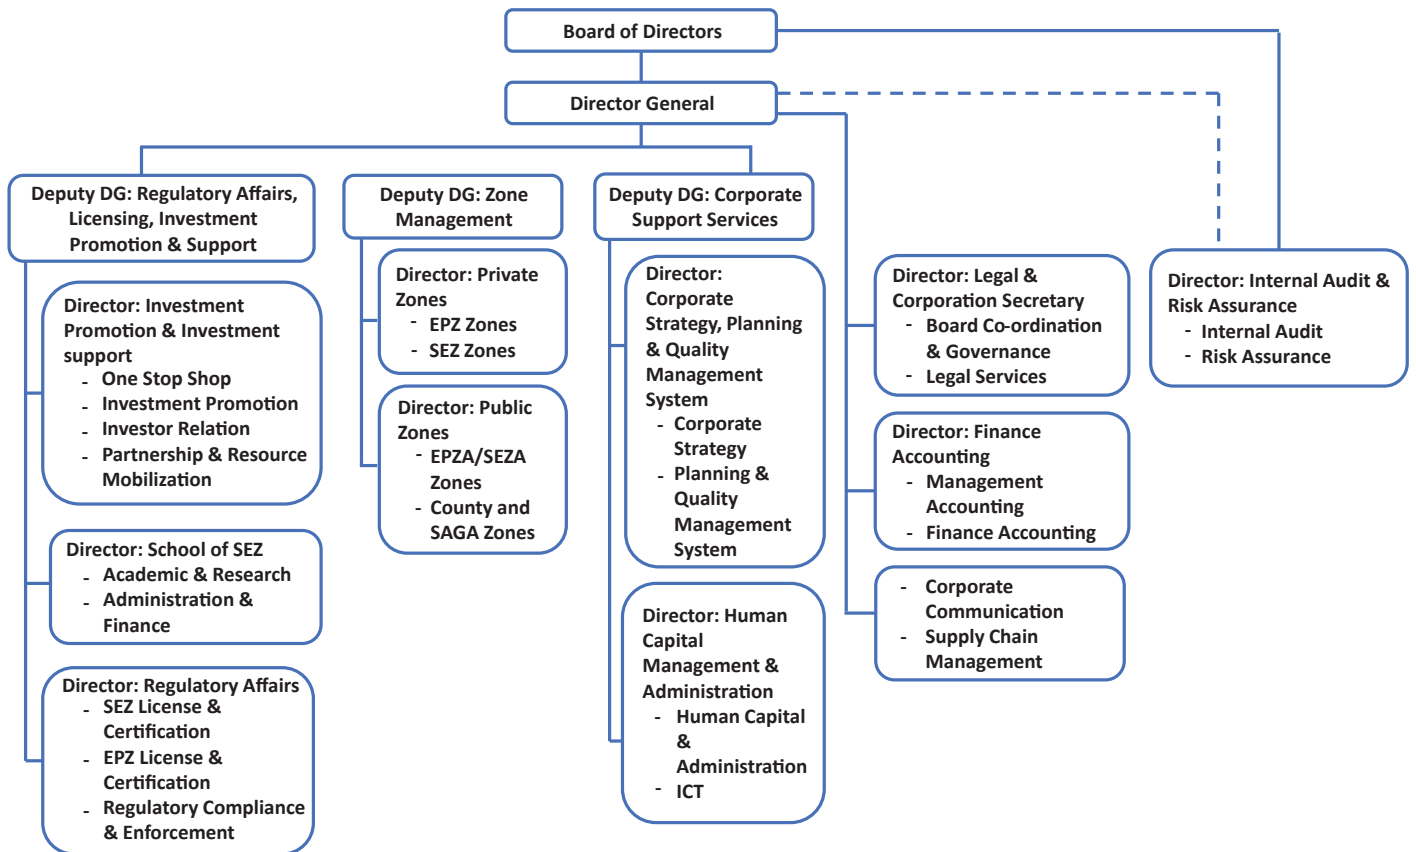 Board of Directors
Director General
Deputy DG: Regulatory Affairs,
Licensing, Investment
Promotion & Support
Director: Investment
Promotion & Investment
support
- One Stop Shop
- Investment Promotion
- Investor Relation
- Partnership & Resource
Mobilization
Director: School of SEZ
- Academic & Research
- Administration &
Finance
Director: Regulatory Affairs
- SEZ License &
Certification
- EPZ License &
Certification
- Regulatory Compliance
& Enforcement
Deputy DG: Zone
Management
Director: Private
Zones
- EPZ Zones
- SEZ Zones
Director: Public
Zones
- EPZA/SEZA
Zones
- County and
SAGA Zones
Deputy DG: Corporate
Support Services
Director:
Corporate
Strategy, Planning
& Quality
Management
System
- Corporate
Strategy
- Planning &
Quality
Management
System
Director: Human
Capital
Management &
Administration
- Human Capital
&
Administration
- ICT
Director: Legal &
Corporation Secretary
- Board Co-ordination
& Governance
- Legal Services
Director: Finance
Accounting
- Management
Accounting
- Finance Accounting
- Corporate
Communication
- Supply Chain
Management
Director: Internal Audit &
Risk Assurance
- Internal Audit
- Risk Assurance